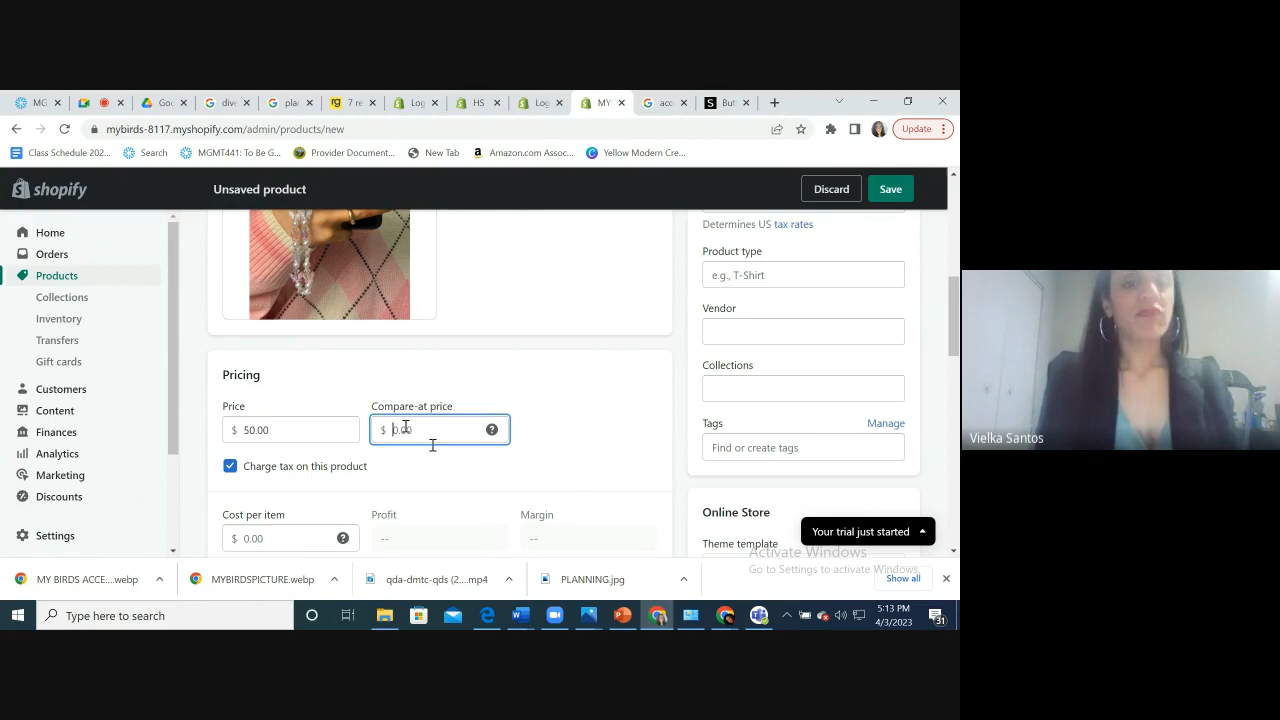 MG
Goo
dive
plan
7 re
Log
HS
Log
MY
acc
S
But
mybirds-8117.myshopify.com/admin/products/new
Update
Class Schedule 202...
Search
MGMT441: To Be G...
Provider Document...
New Tab
Amazon.com Assoc...
Yellow Modern Cre...
shopify
Unsaved product
Discard
Save
Home
Orders
Products
Collections
Inventory
Transfers
Gift cards
Customers
Content
Finances
Analytics
Marketing
Discounts
Settings
Pricing
Price
Compare-at price
$ 50.00
$ 0.00
Charge tax on this product
Cost per item
Profit
Margin
$ 0.00
--
--
Determines US tax rates
Product type
e.g., T-Shirt
Vendor
Collections
Tags
Manage
Find or create tags
Online Store
Your trial just started
Theme template
Activate Windows
Go to Settings to activate Windows.
MY BIRDS ACCE....webp
MYBIRDSPICTURE.webp
qda-dmtc-qds (2....mp4
PLANNING.jpg
Show all
Type here to search
5:13 PM
4/3/2023
31
Vielka Santos